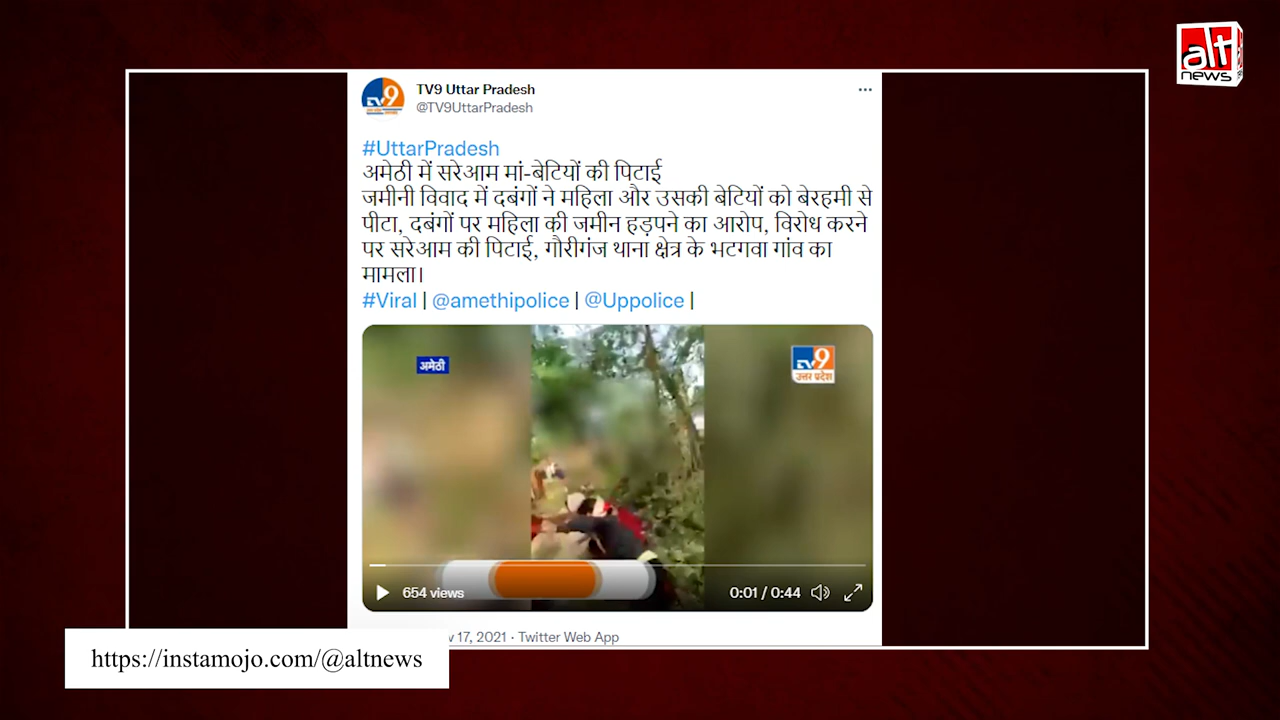 alt
news
TV9 Uttar Pradesh
@TV9UttarPradesh
#UttarPradesh
अमेठी में सरेआम मां-बेटियों की पिटाई
जमीनी विवाद में दबंगों ने महिला और उसकी बेटियों को बेरहमी से
पीटा, दबंगों पर महिला की जमीन हड़पने का आरोप, विरोध करने
पर सरेआम की पिटाई, गौरीगंज थाना क्षेत्र के भटगवा गांव का
मामला।
#Viral | @amethipolice | @Uppolice |
अमेठी
TV9
उत्तर प्रदेश
654 views
0:01 / 0:44
17, 2021 · Twitter Web App
https://instamojo.com/@altnews